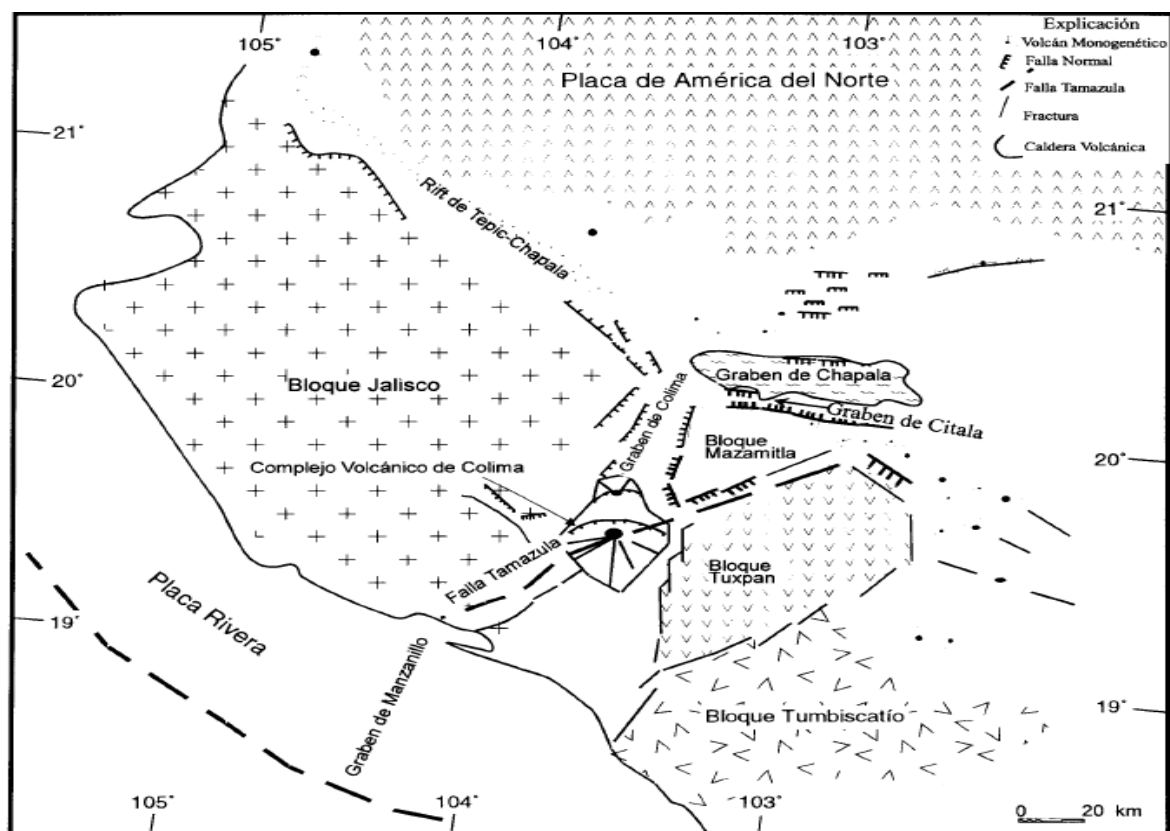 105°
104°
103°
Explicación
Volcán Monogenético
Falla Normal
Falla Tamazula
Fractura
Caldera Volcánica
Placa de América del Norte
21°
21°
Rift de Tepic-Chapala
20°
Graben de Chapala
Bloque Jalisco
Graben de Colima
Graben de Citala
Bloque
Mazamitla
20°
Complejo Volcánico de Colima
Falla Tamazula
Bloque
Tuxpan
Placa Rivera
19°
Graben de Manzanillo
Bloque Tumbiscatío
19°
105°
104°
103°
0 20 km